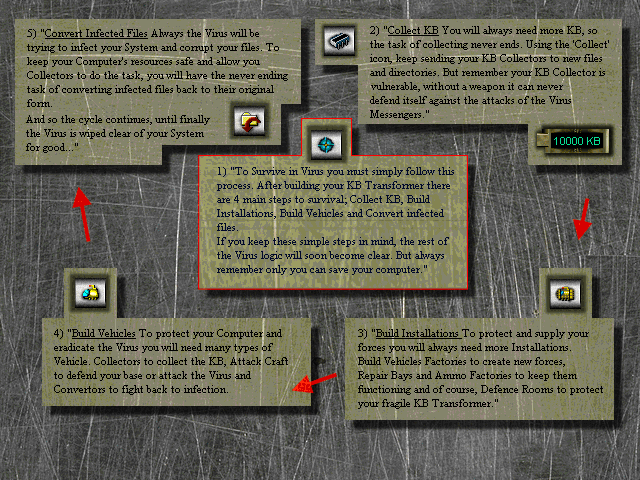 1) "To Survive in Virus you must simply follow this
process. After building your KB Transformer there
are 4 main steps to survival; Collect KB, Build
Installations, Build Vehicles and Convert infected
files.
If you keep these simple steps in mind, the rest of
the Virus logic will soon become clear. But always
remember only you can save your computer."
2) "Collect KB You will always need more KB, so
the task of collecting never ends. Using the 'Collect'
icon, keep sending your KB Collectors to new files
and directories. But remember your KB Collector is
vulnerable, without a weapon it can never
defend itself against the attacks of the Virus
Messengers."
10000 KB
3) "Build Installations To protect and supply your
forces you will always need more Installations.
Build Vehicles Factories to create new forces,
Repair Bays and Ammo Factories to keep them
functioning and of course, Defence Rooms to protect
your fragile KB Transformer."
4) "Build Vehicles To protect your Computer and
eradicate the Virus you will need many types of
Vehicle. Collectors to collect the KB, Attack Craft
to defend your base or attack the Virus and
Convertors to fight back to infection.
5) "Convert Infected Files Always the Virus will be
trying to infect your System and corrupt your files. To
keep your Computer's resources safe and allow you
Collectors to do the task, you will have the never ending
task of converting infected files back to their original
form.
And so the cycle continues, until finally
the Virus is wiped clear of your System
for good..."